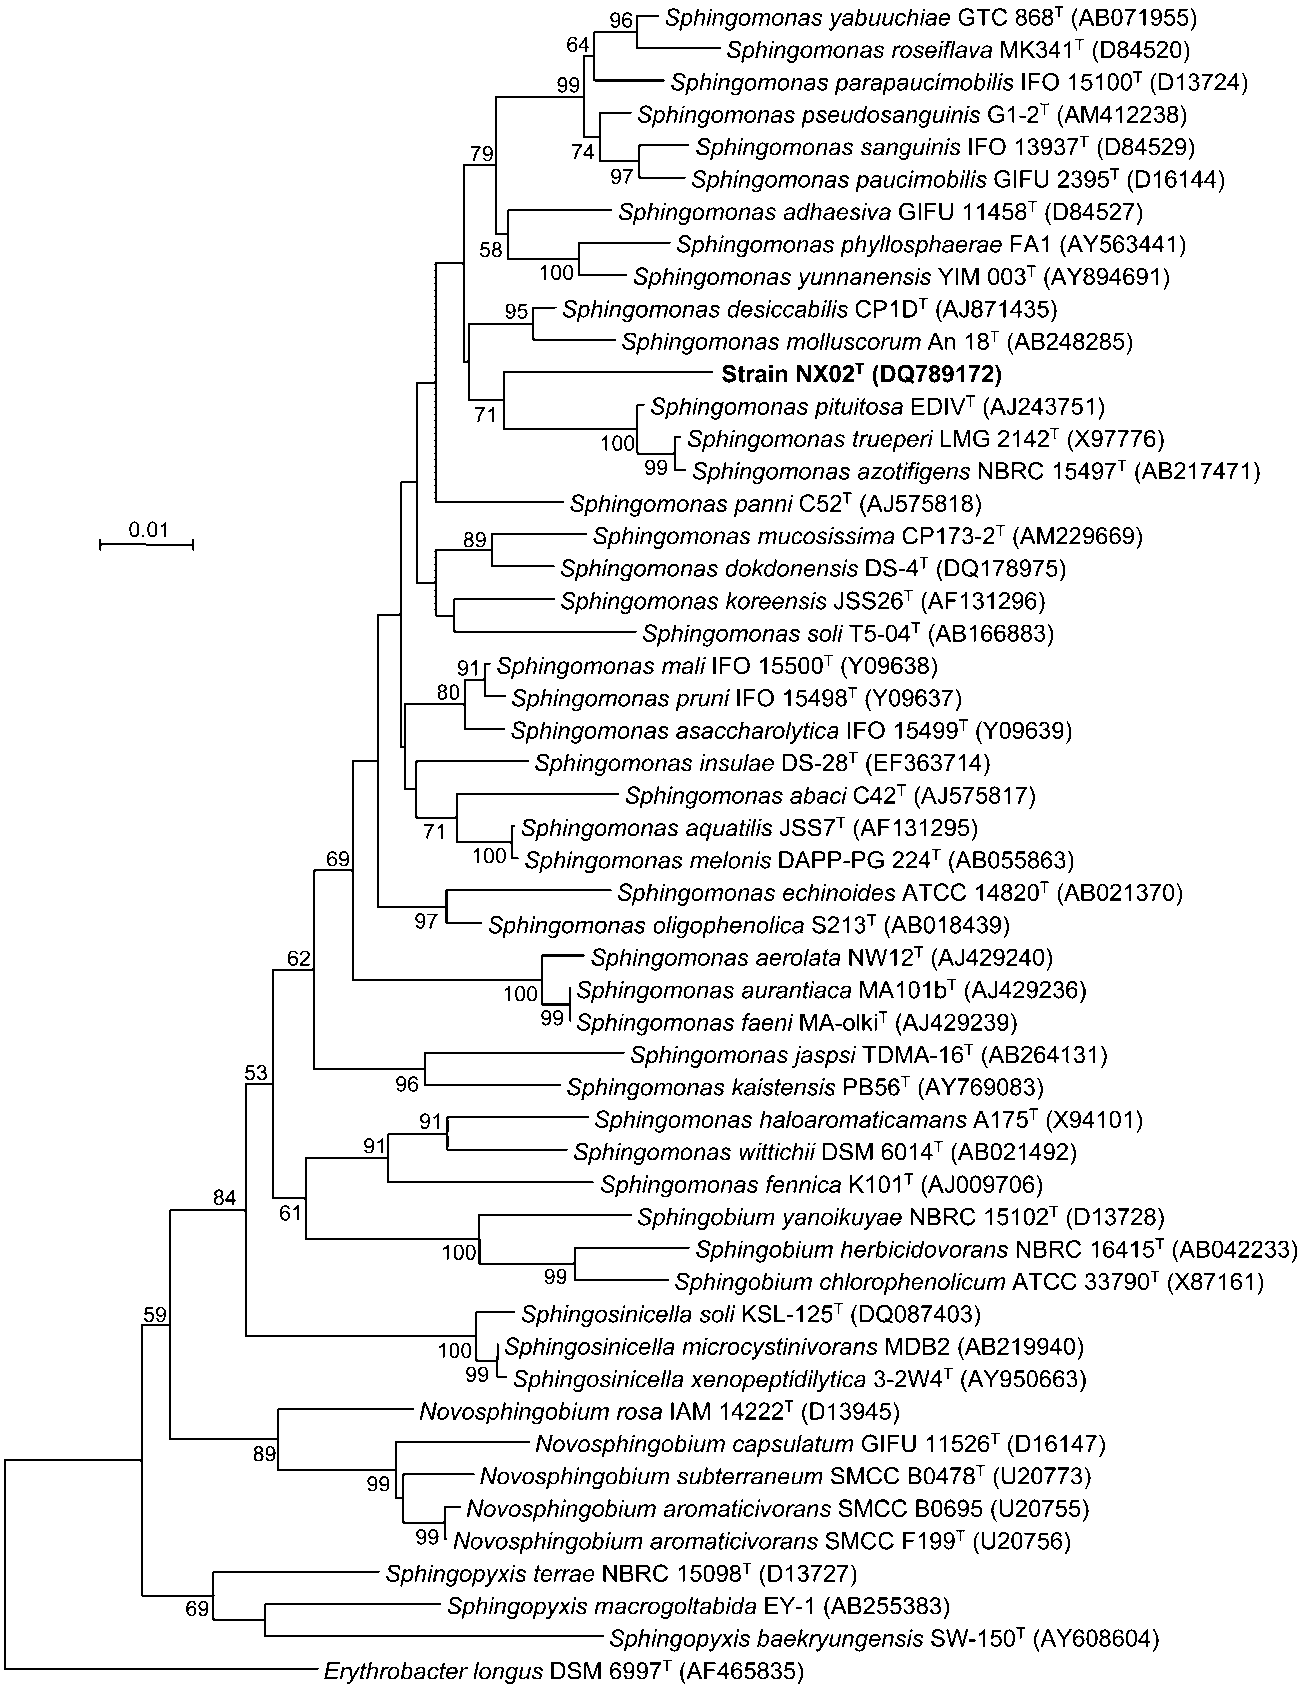 96 Sphingomonas yabuuchiae GTC 868ᵀ (AB071955)
64 Sphingomonas roseiflava MK341ᵀ (D84520)
99 Sphingomonas parapaucimobilis IFO 15100ᵀ (D13724)
Sphingomonas pseudosanguinis G1-2ᵀ (AM412238)
79 74 Sphingomonas sanguinis IFO 13937ᵀ (D84529)
97 Sphingomonas paucimobilis GIFU 2395ᵀ (D16144)
Sphingomonas adhaesiva GIFU 11458ᵀ (D84527)
58 Sphingomonas phyllosphaerae FA1 (AY563441)
100 Sphingomonas yunnanensis YIM 003ᵀ (AY894691)
95 Sphingomonas desiccabilis CP1Dᵀ (AJ871435)
Sphingomonas molluscorum An 18ᵀ (AB248285)
Strain NX02ᵀ (DQ789172)
71 Sphingomonas pituitosa EDIVᵀ (AJ243751)
100 Sphingomonas trueperi LMG 2142ᵀ (X97776)
99 Sphingomonas azotifigens NBRC 15497ᵀ (AB217471)
Sphingomonas panni C52ᵀ (AJ575818)
0.01
89 Sphingomonas mucosissima CP173-2ᵀ (AM229669)
Sphingomonas dokdonensis DS-4ᵀ (DQ178975)
Sphingomonas koreensis JSS26ᵀ (AF131296)
Sphingomonas soli T5-04ᵀ (AB166883)
91 Sphingomonas mali IFO 15500ᵀ (Y09638)
80 Sphingomonas pruni IFO 15498ᵀ (Y09637)
Sphingomonas asaccharolytica IFO 15499ᵀ (Y09639)
Sphingomonas insulae DS-28ᵀ (EF363714)
Sphingomonas abaci C42ᵀ (AJ575817)
71 Sphingomonas aquatilis JSS7ᵀ (AF131295)
69 100 Sphingomonas melonis DAPP-PG 224ᵀ (AB055863)
Sphingomonas echinoides ATCC 14820ᵀ (AB021370)
97 Sphingomonas oligophenolica S213ᵀ (AB018439)
62 Sphingomonas aerolata NW12ᵀ (AJ429240)
100 Sphingomonas aurantiaca MA101bᵀ (AJ429236)
99 Sphingomonas faeni MA-olkiᵀ (AJ429239)
Sphingomonas jaspsi TDMA-16ᵀ (AB264131)
53 96 Sphingomonas kaistensis PB56ᵀ (AY769083)
91 Sphingomonas haloaromaticamans A175ᵀ (X94101)
91 Sphingomonas wittichii DSM 6014ᵀ (AB021492)
84 Sphingomonas fennica K101ᵀ (AJ009706)
61 Sphingobium yanoikuyae NBRC 15102ᵀ (D13728)
100 Sphingobium herbicidovorans NBRC 16415ᵀ (AB042233)
99 Sphingobium chlorophenolicum ATCC 33790ᵀ (X87161)
59 Sphingosinicella soli KSL-125ᵀ (DQ087403)
100 Sphingosinicella microcystinivorans MDB2 (AB219940)
99 Sphingosinicella xenopeptidilytica 3-2W4ᵀ (AY950663)
Novosphingobium rosa IAM 14222ᵀ (D13945)
89 Novosphingobium capsulatum GIFU 11526ᵀ (D16147)
99 Novosphingobium subterraneum SMCC B0478ᵀ (U20773)
Novosphingobium aromaticivorans SMCC B0695 (U20755)
99 Novosphingobium aromaticivorans SMCC F199ᵀ (U20756)
Sphingopyxis terrae NBRC 15098ᵀ (D13727)
69 Sphingopyxis macrogoltabida EY-1 (AB255383)
Sphingopyxis baekryungensis SW-150ᵀ (AY608604)
Erythrobacter longus DSM 6997ᵀ (AF465835)